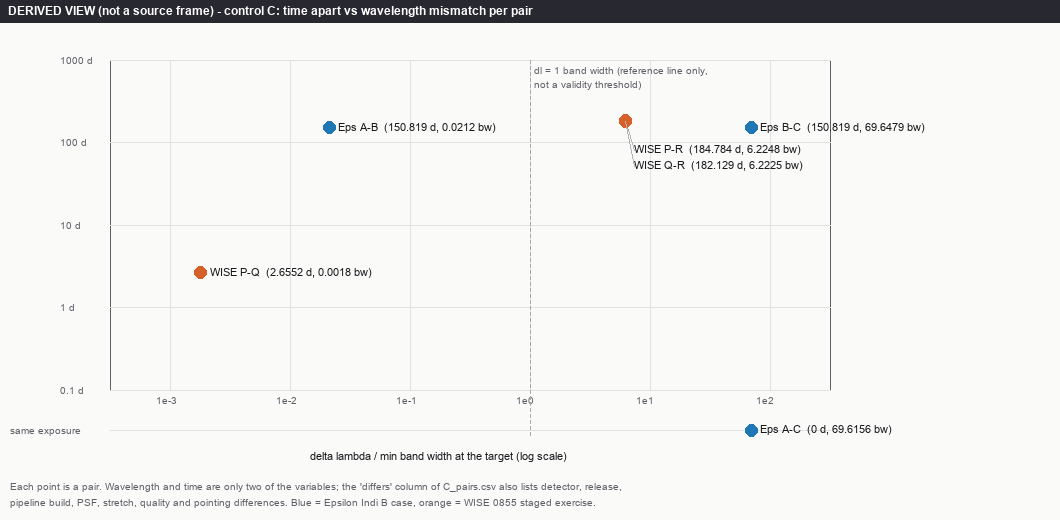 DERIVED VIEW (not a source frame) - control C: time apart vs wavelength mismatch per pair
1000 d
dl = 1 band width (reference line only,
not a validity threshold)
Eps A-B (150.819 d, 0.0212 bw)
Eps B-C (150.819 d, 69.6479 bw)
100 d
WISE P-R (184.784 d, 6.2248 bw)
WISE Q-R (182.129 d, 6.2225 bw)
10 d
WISE P-Q (2.6552 d, 0.0018 bw)
1 d
0.1 d
1e-3
1e-2
1e-1
1e0
1e1
1e2
same exposure
Eps A-C (0 d, 69.6156 bw)
delta lambda / min band width at the target (log scale)
Each point is a pair. Wavelength and time are only two of the variables; the 'differs' column of C_pairs.csv also lists detector, release,
pipeline build, PSF, stretch, quality and pointing differences. Blue = Epsilon Indi B case, orange = WISE 0855 staged exercise.